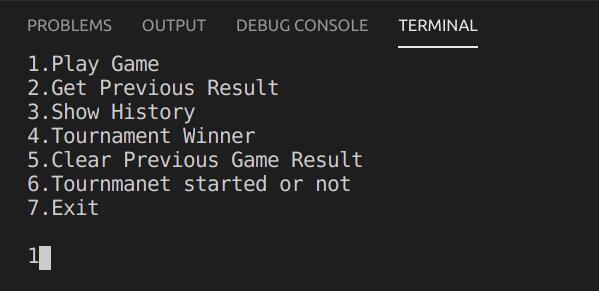 PROBLEMS OUTPUT DEBUG CONSOLE TERMINAL
1.Play Game
2.Get Previous Result
3.Show History
4.Tournament Winner
5.Clear Previous Game Result
6.Tournmanet started or not
7.Exit
1